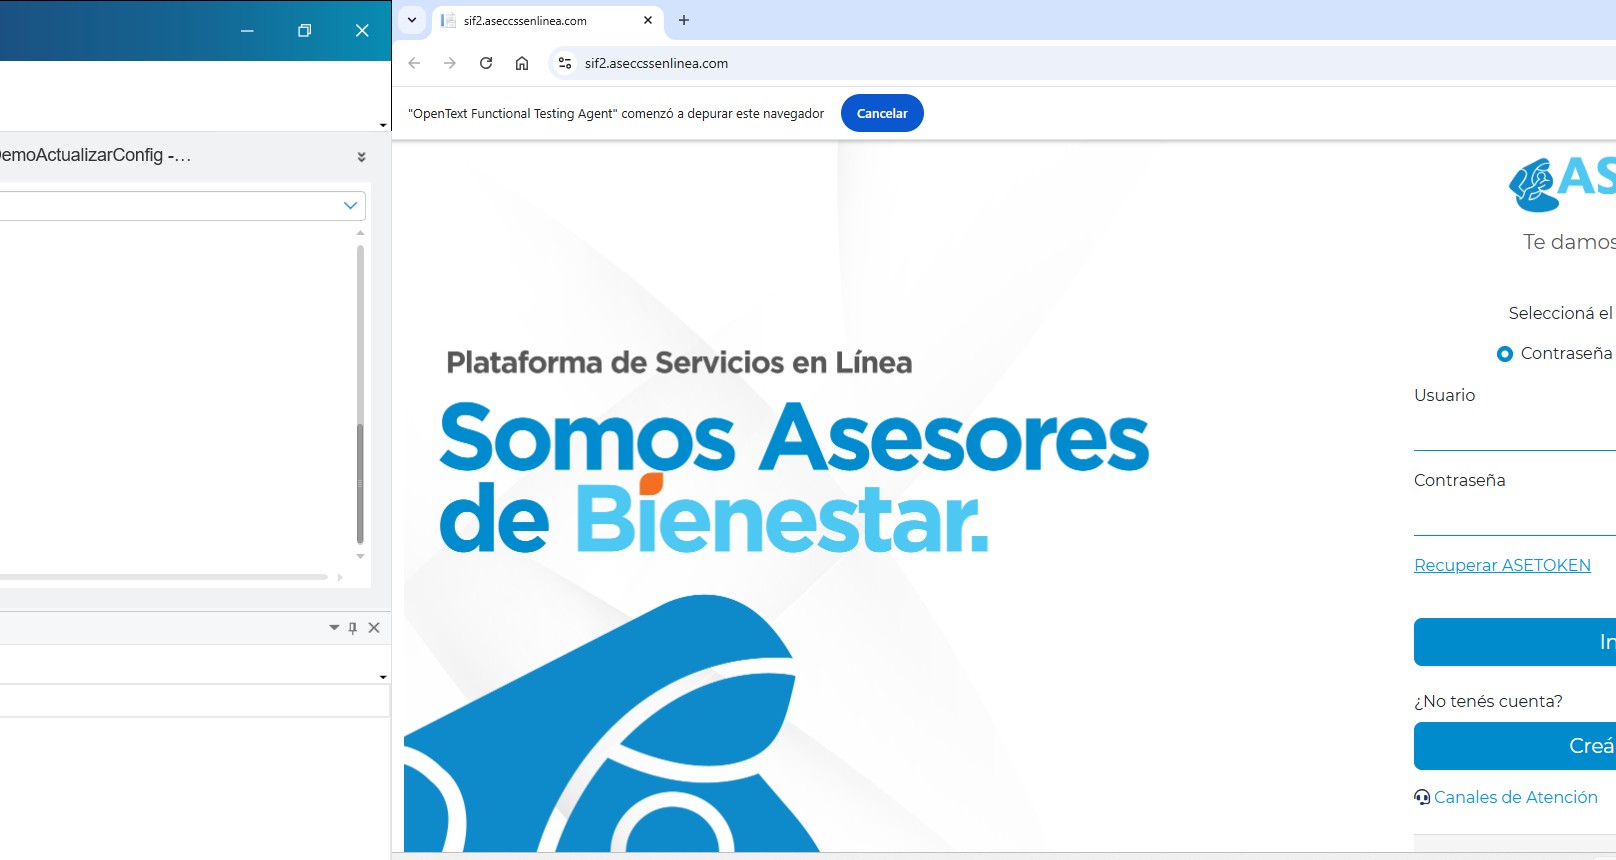 sif2.aseccssenlinea.com
sif2.aseccssenlinea.com
"OpenText Functional Testing Agent" comenzó a depurar este navegador
Cancelar
DemoActualizarConfig -...
Plataforma de Servicios en Línea
Somos Asesores
de Bienestar.
AS
Te damos
Seleccioná el
Contraseña
Usuario
Contraseña
Recuperar ASETOKEN
In
¿No tenés cuenta?
Creá
Canales de Atención